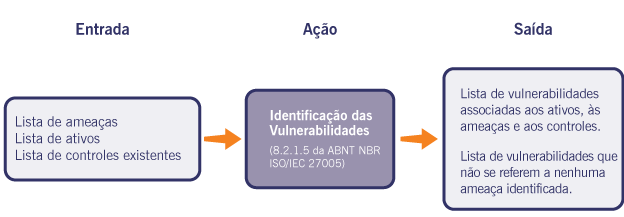 Entrada
Ação
Saída
Lista de ameaças
Lista de ativos
Lista de controles existentes
Identificação das
Vulnerabilidades
(8.2.1.5 da ABNT NBR
ISO/IEC 27005)
Lista de vulnerabilidades
associadas aos ativos, às
ameaças e aos controles.
Lista de vulnerabilidades que
não se referem a nenhuma
ameaça identificada.